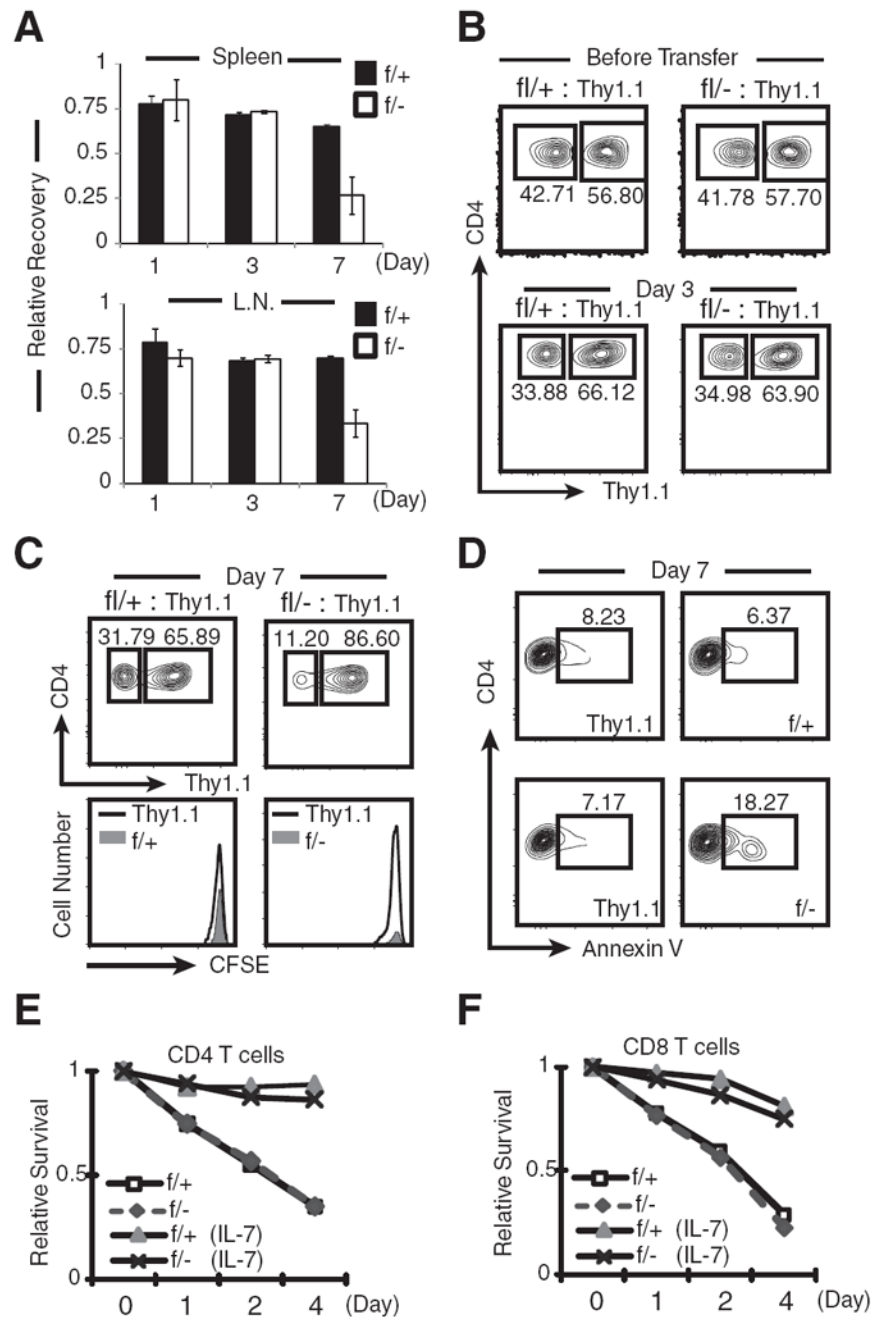 A
Spleen
f/+
f/-
1
0.75
0.5
0.25
0
1 3 7 (Day)
Relative Recovery
L.N.
f/+
f/-
1
0.75
0.5
0.25
0
1 3 7 (Day)
B
Before Transfer
fl/+ : Thy1.1 fl/- : Thy1.1
42.71 56.80 41.78 57.70
CD4
Day 3
fl/+ : Thy1.1 fl/- : Thy1.1
33.88 66.12 34.98 63.90
Thy1.1
C
Day 7
fl/+ : Thy1.1 fl/- : Thy1.1
31.79 65.89 11.20 86.60
CD4
Thy1.1
Thy1.1 Thy1.1
f/+ f/-
Cell Number
CFSE
D
Day 7
8.23 6.37
CD4
Thy1.1 f/+
7.17 18.27
Thy1.1 f/-
Annexin V
E
CD4 T cells
1
0.5
0
Relative Survival
f/+
f/-
f/+ (IL-7)
f/- (IL-7)
0 1 2 4 (Day)
F
CD8 T cells
1
0.5
0
Relative Survival
f/+
f/-
f/+ (IL-7)
f/- (IL-7)
0 1 2 4 (Day)